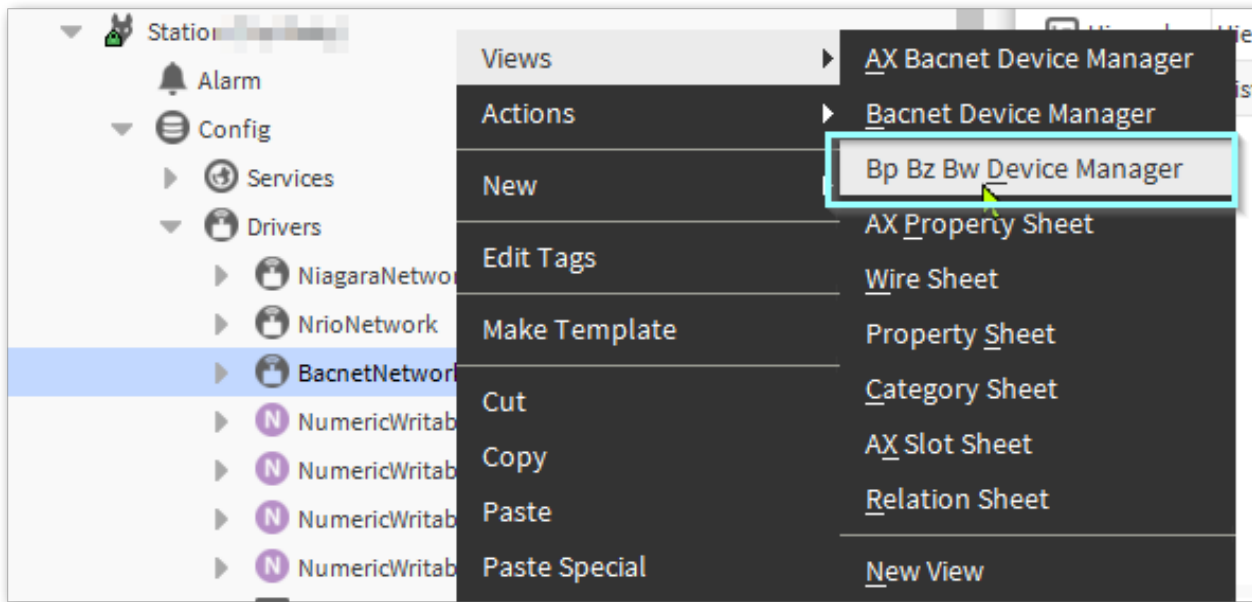 Station
Alarm
Config
Services
Drivers
NiagaraNetwor
NrioNetwork
BacnetNetwork
NumericWritab
NumericWritab
NumericWritab
NumericWritab
Views
Actions
New
Edit Tags
Make Template
Cut
Copy
Paste
Paste Special
AX Bacnet Device Manager
Bacnet Device Manager
Bp Bz Bw Device Manager
AX Property Sheet
Wire Sheet
Property Sheet
Category Sheet
AX Slot Sheet
Relation Sheet
New View